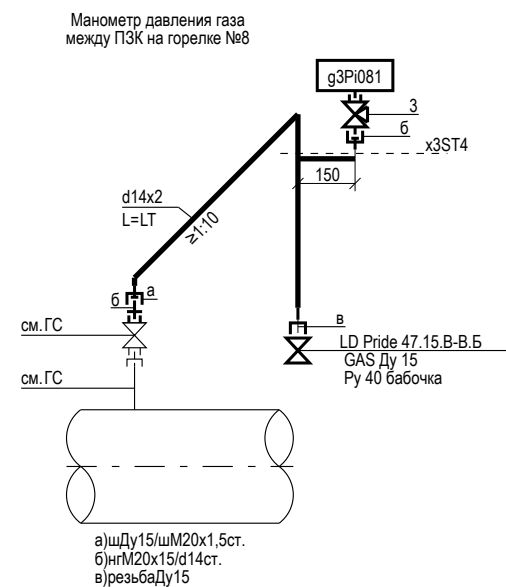 Манометр давления газа
между ПЗК на горелке №8
g3Pi081
3
б
x3ST4
150
d14x2
L=LT
≥1:10
а
б
см.ГС
в
LD Pride 47.15.В-В.Б
GAS Ду 15
Ру 40 бабочка
см.ГС
а)шДу15/шМ20х1,5ст.
б)нгМ20х15/d14ст.
в)резьбаДу15